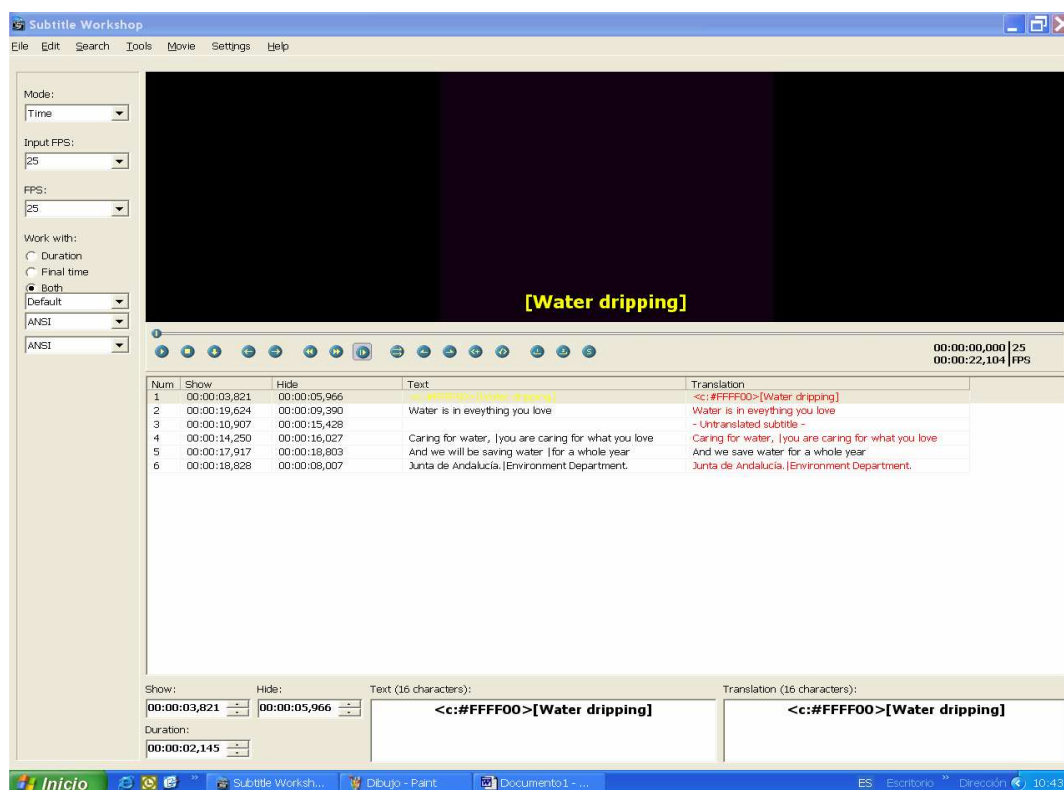 Subtitle Workshop
File Edit Search Tools Movie Settings Help
Mode:
Time
Input FPS:
25
FPS:
25
Work with:
Duration
Final time
Both
Default
ANSI
ANSI
[Water dripping]
00:00:00,000 25
00:00:22,104 FPS
Num Show Hide Text Translation
1 00:00:03,821 00:00:05,966 <c:#FFFF00>[Water dripping] <c:#FFFF00>[Water dripping]
2 00:00:19,624 00:00:09,390 Water is in eveything you love Water is in eveything you love
3 00:00:10,907 00:00:15,428 - Untranslated subtitle -
4 00:00:14,250 00:00:16,027 Caring for water, |you are caring for what you love Caring for water, |you are caring for what you love
5 00:00:17,917 00:00:18,803 And we will be saving water |for a whole year And we save water for a whole year
6 00:00:18,828 00:00:08,007 Junta de Andalucía.|Environment Department. Junta de Andalucía.|Environment Department.
Show: Hide: Text (16 characters): Translation (16 characters):
00:00:03,821 00:00:05,966 <c:#FFFF00>[Water dripping] <c:#FFFF00>[Water dripping]
Duration:
00:00:02,145
Inicio Subtitle Worksh... Dibujo - Paint Documento1 - ... ES Escritorio Dirección 10:43